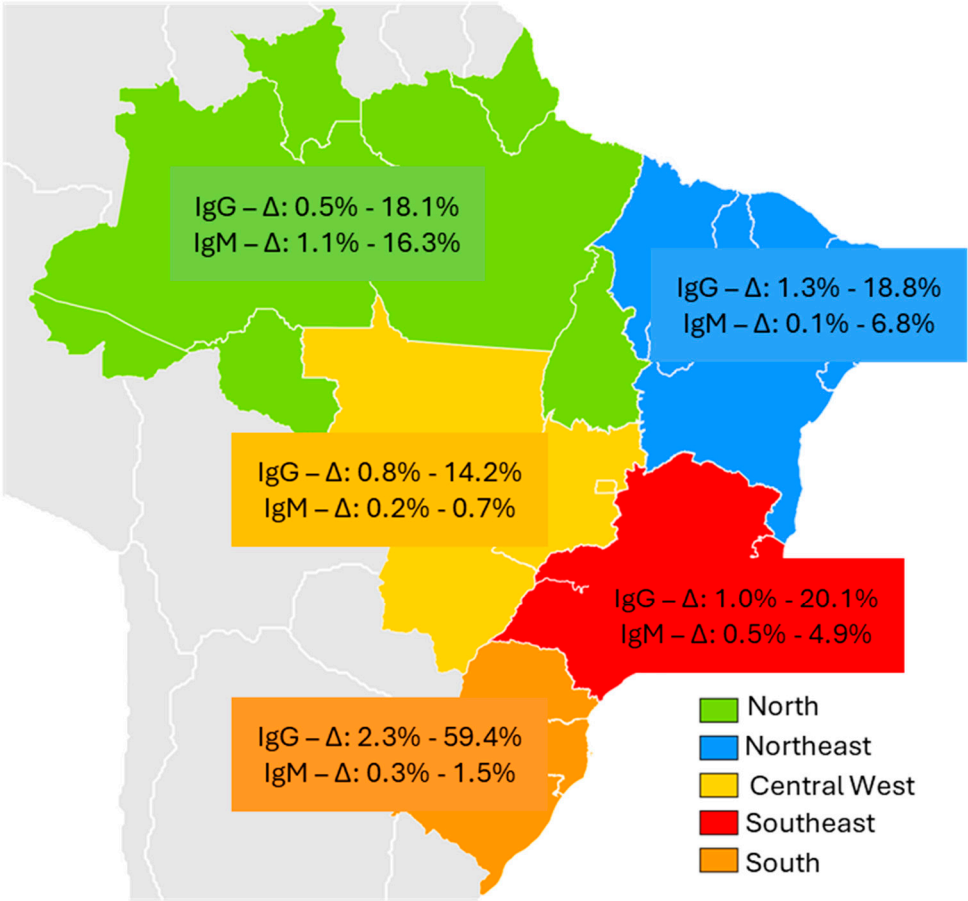 IgG – Δ: 0.5% - 18.1%
IgM – Δ: 1.1% - 16.3%
IgG – Δ: 1.3% - 18.8%
IgM – Δ: 0.1% - 6.8%
IgG – Δ: 0.8% - 14.2%
IgM – Δ: 0.2% - 0.7%
IgG – Δ: 1.0% - 20.1%
IgM – Δ: 0.5% - 4.9%
IgG – Δ: 2.3% - 59.4%
IgM – Δ: 0.3% - 1.5%
North
Northeast
Central West
Southeast
South